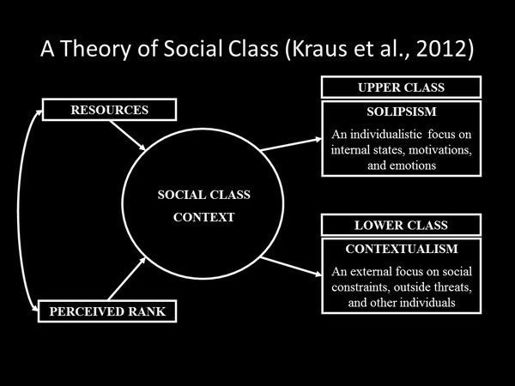 A Theory of Social Class (Kraus et al., 2012)
RESOURCES
PERCEIVED RANK
SOCIAL CLASS
CONTEXT
UPPER CLASS
SOLIPSISM
An individualistic focus on
internal states, motivations,
and emotions
LOWER CLASS
CONTEXTUALISM
An external focus on social
constraints, outside threats,
and other individuals